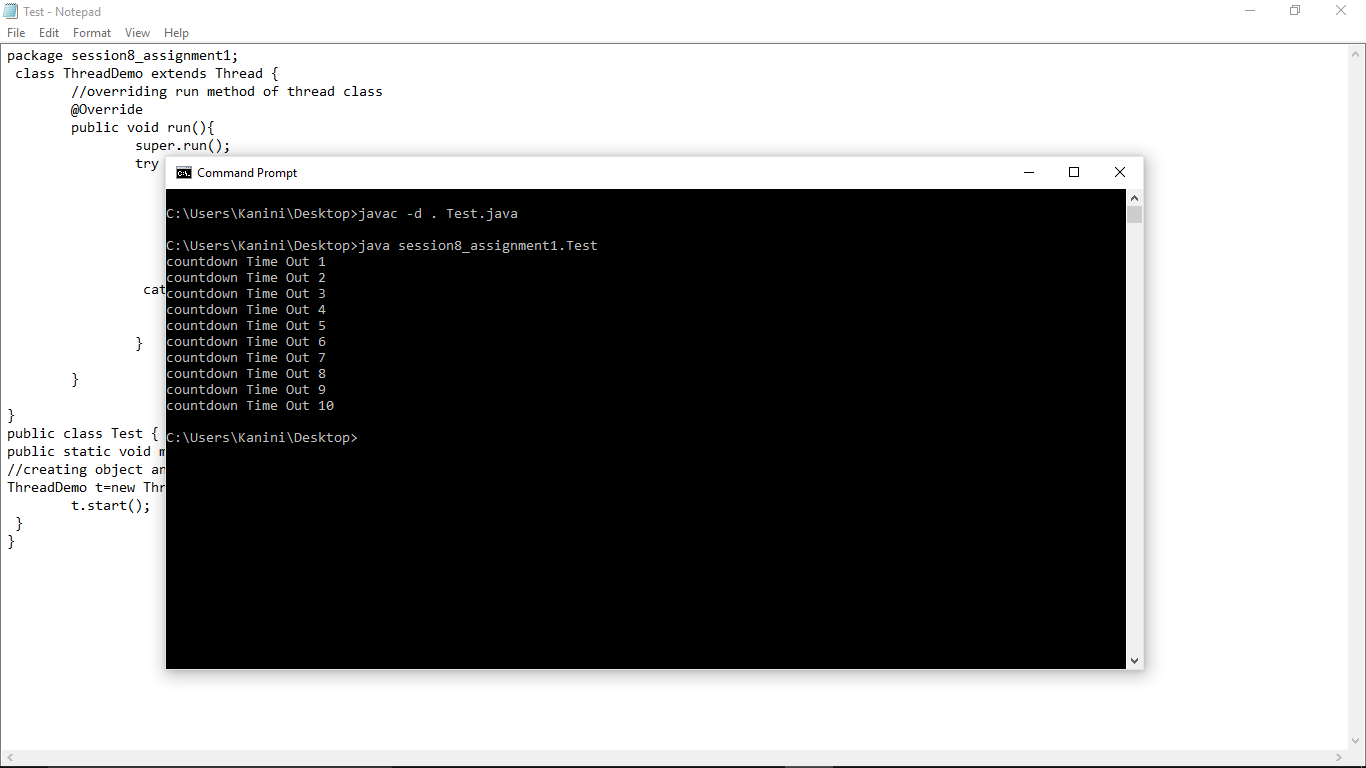 Test - Notepad
File Edit Format View Help
package session8_assignment1;
class ThreadDemo extends Thread {
//overriding run method of thread class
@Override
public void run(){
super.run();
try
cat
}
}
}
public class Test {
public static void m
//creating object an
ThreadDemo t=new Thr
t.start();
}
}
Command Prompt
C:\Users\Kanini\Desktop>javac -d . Test.java
C:\Users\Kanini\Desktop>java session8_assignment1.Test
countdown Time Out 1
countdown Time Out 2
countdown Time Out 3
countdown Time Out 4
countdown Time Out 5
countdown Time Out 6
countdown Time Out 7
countdown Time Out 8
countdown Time Out 9
countdown Time Out 10
C:\Users\Kanini\Desktop>